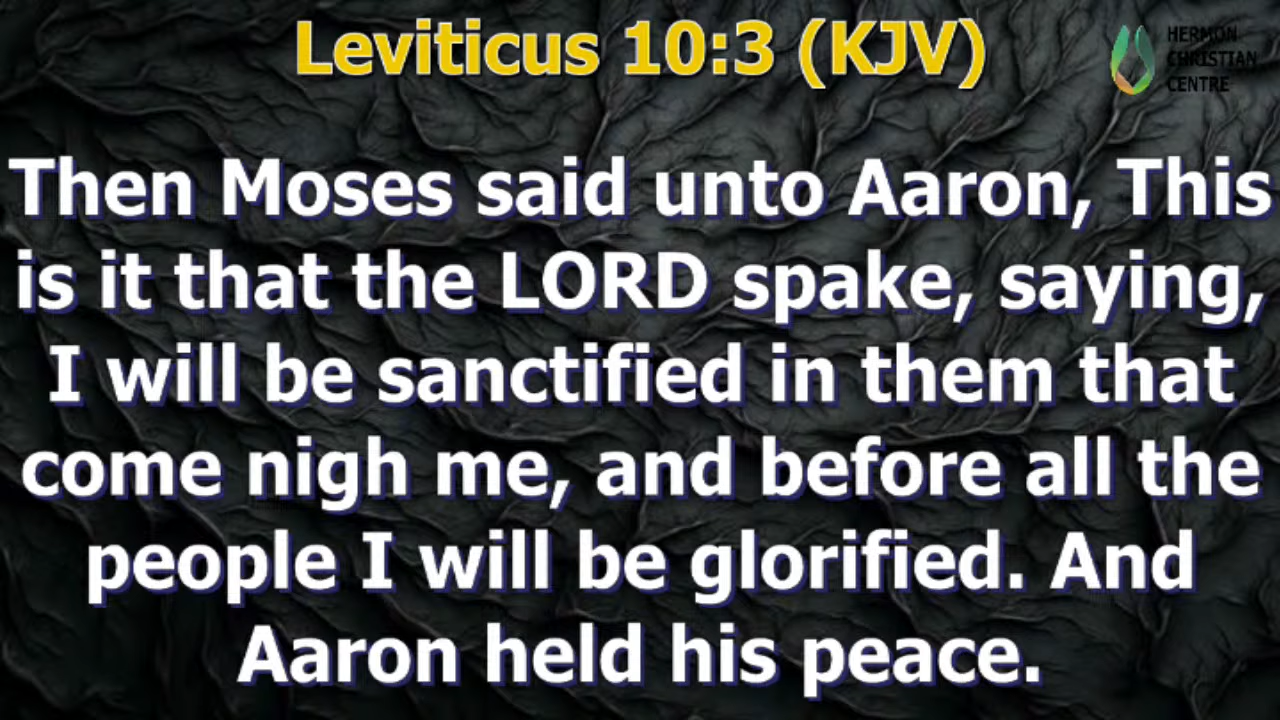 Leviticus 10:3 (KJV)
HERMON
CHRISTIAN
CENTRE
Then Moses said unto Aaron, This
is it that the LORD spake, saying,
I will be sanctified in them that
come nigh me, and before all the
people I will be glorified. And
Aaron held his peace.